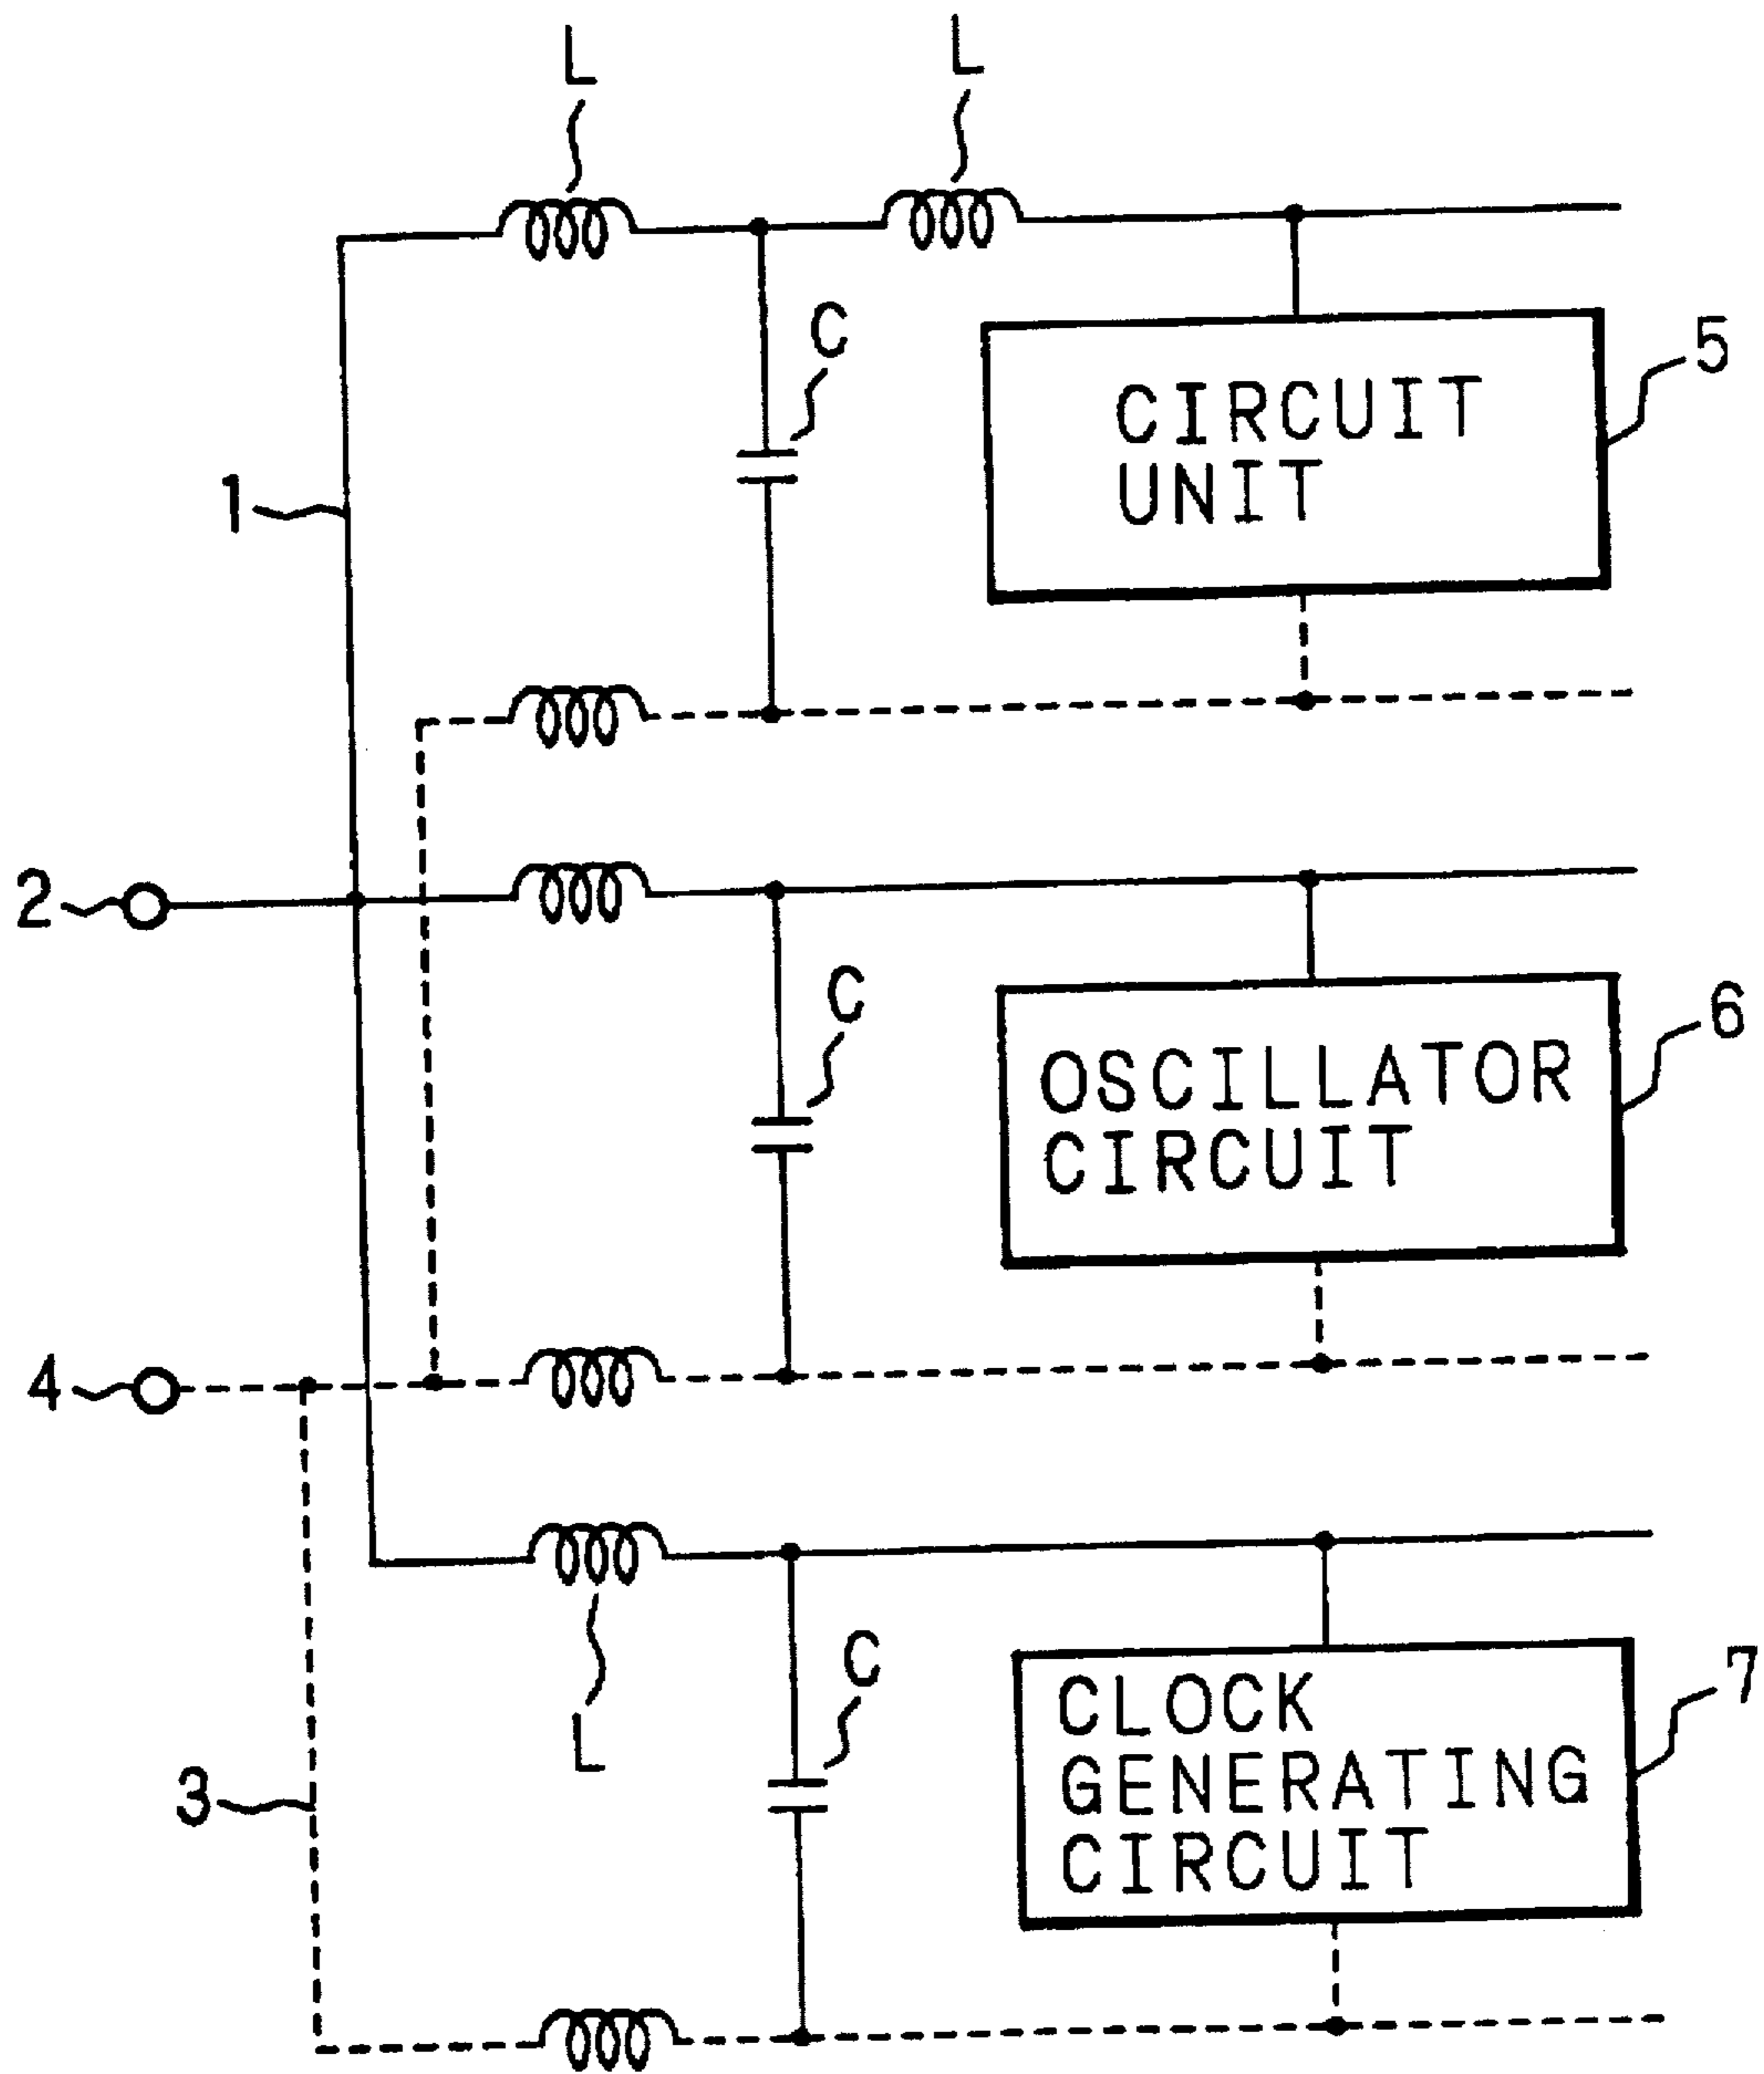 L
L
C
CIRCUIT
UNIT
5
1
2
C
OSCILLATOR
CIRCUIT
6
4
L
C
CLOCK
GENERATING
CIRCUIT
7
3